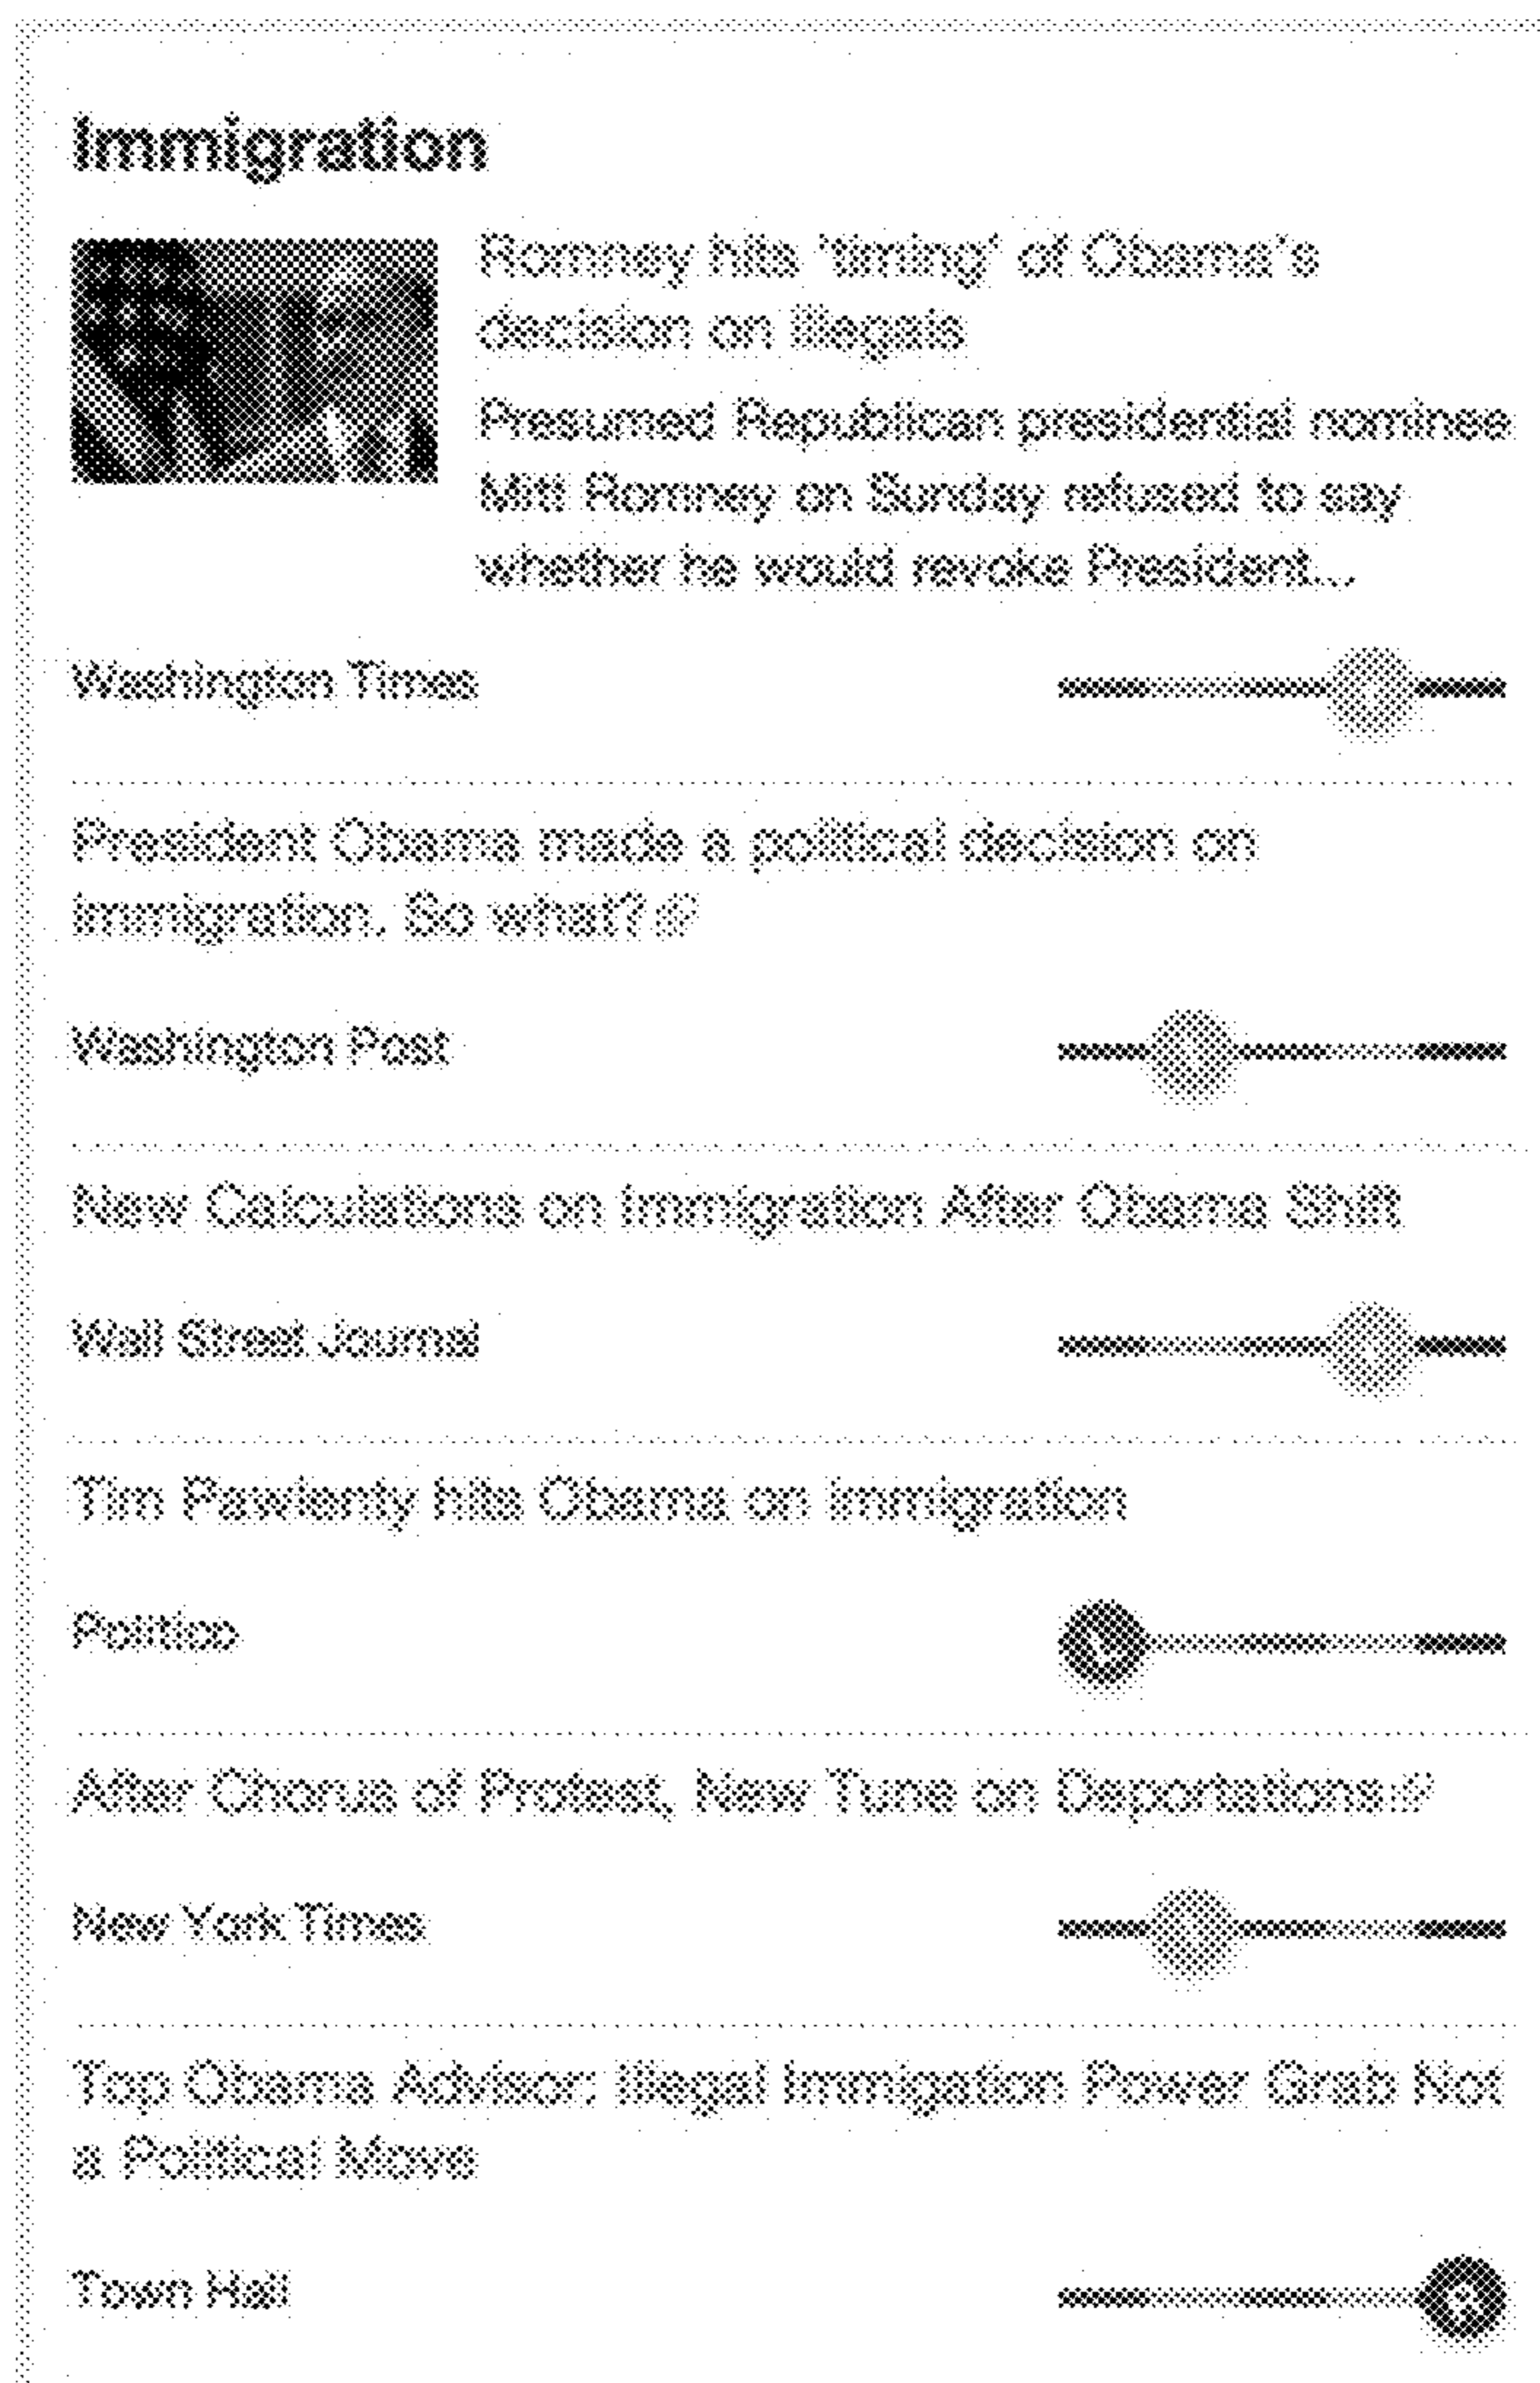 Immigration
Romney hits 'timing' of Obama's
decision on illegals
Presumed Republican presidential nominee
Mitt Romney on Sunday refused to say
whether he would revoke President...
Washington Times
President Obama made a political decision on
immigration. So what?
Washington Post
New Calculations on Immigration After Obama Shift
Wall Street Journal
Tim Pawlenty hits Obama on immigration
Politico
After Chorus of Protest, New Tune on Deportations
New York Times
Top Obama Advisor: Illegal Immigation Power Grab Not
a Political Move
Town Hall